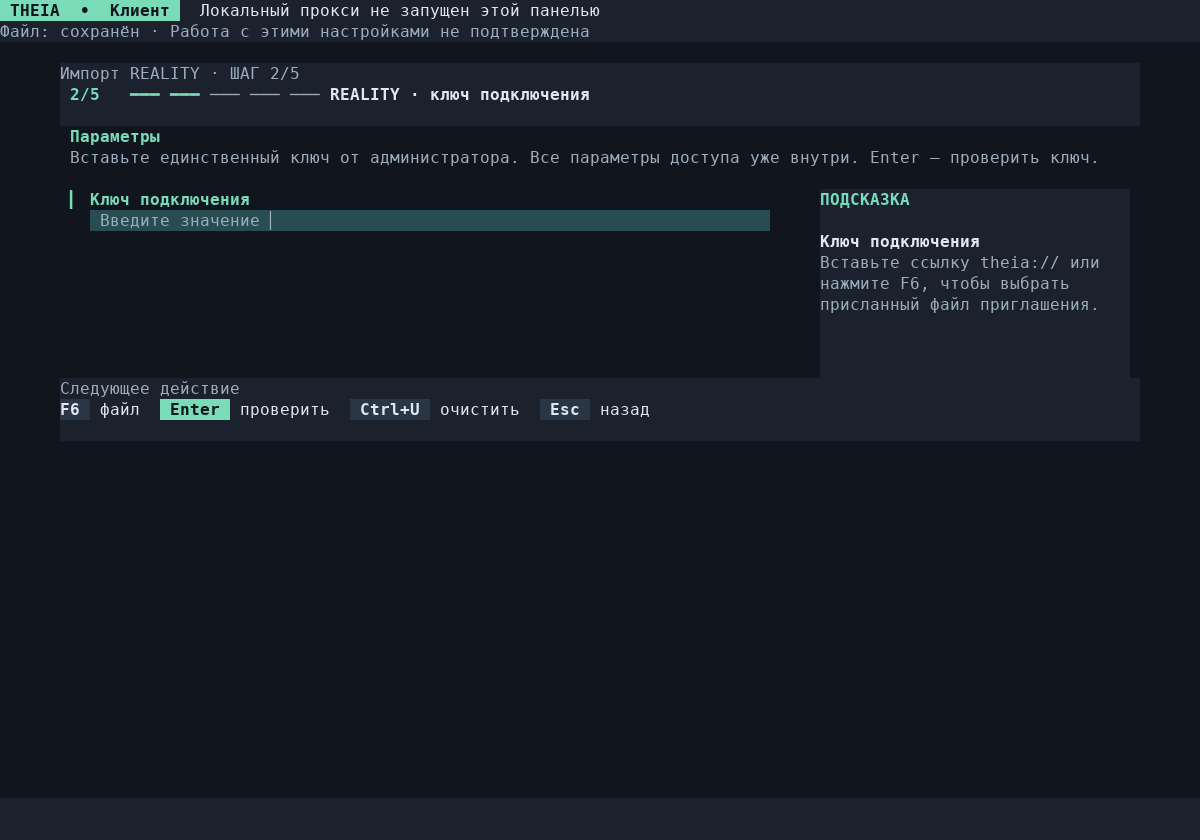 THEIA • Клиент Локальный прокси не запущен этой панелью
Файл: сохранён · Работа с этими настройками не подтверждена
Импорт REALITY · ШАГ 2/5
2/5 REALITY · ключ подключения
Параметры
Вставьте единственный ключ от администратора. Все параметры доступа уже внутри. Enter — проверить ключ.
Ключ подключения
Введите значение
ПОДСКАЗКА
Ключ подключения
Вставьте ссылку theia:// или
нажмите F6, чтобы выбрать
присланный файл приглашения.
Следующее действие
F6 файл Enter проверить Ctrl+U очистить Esc назад